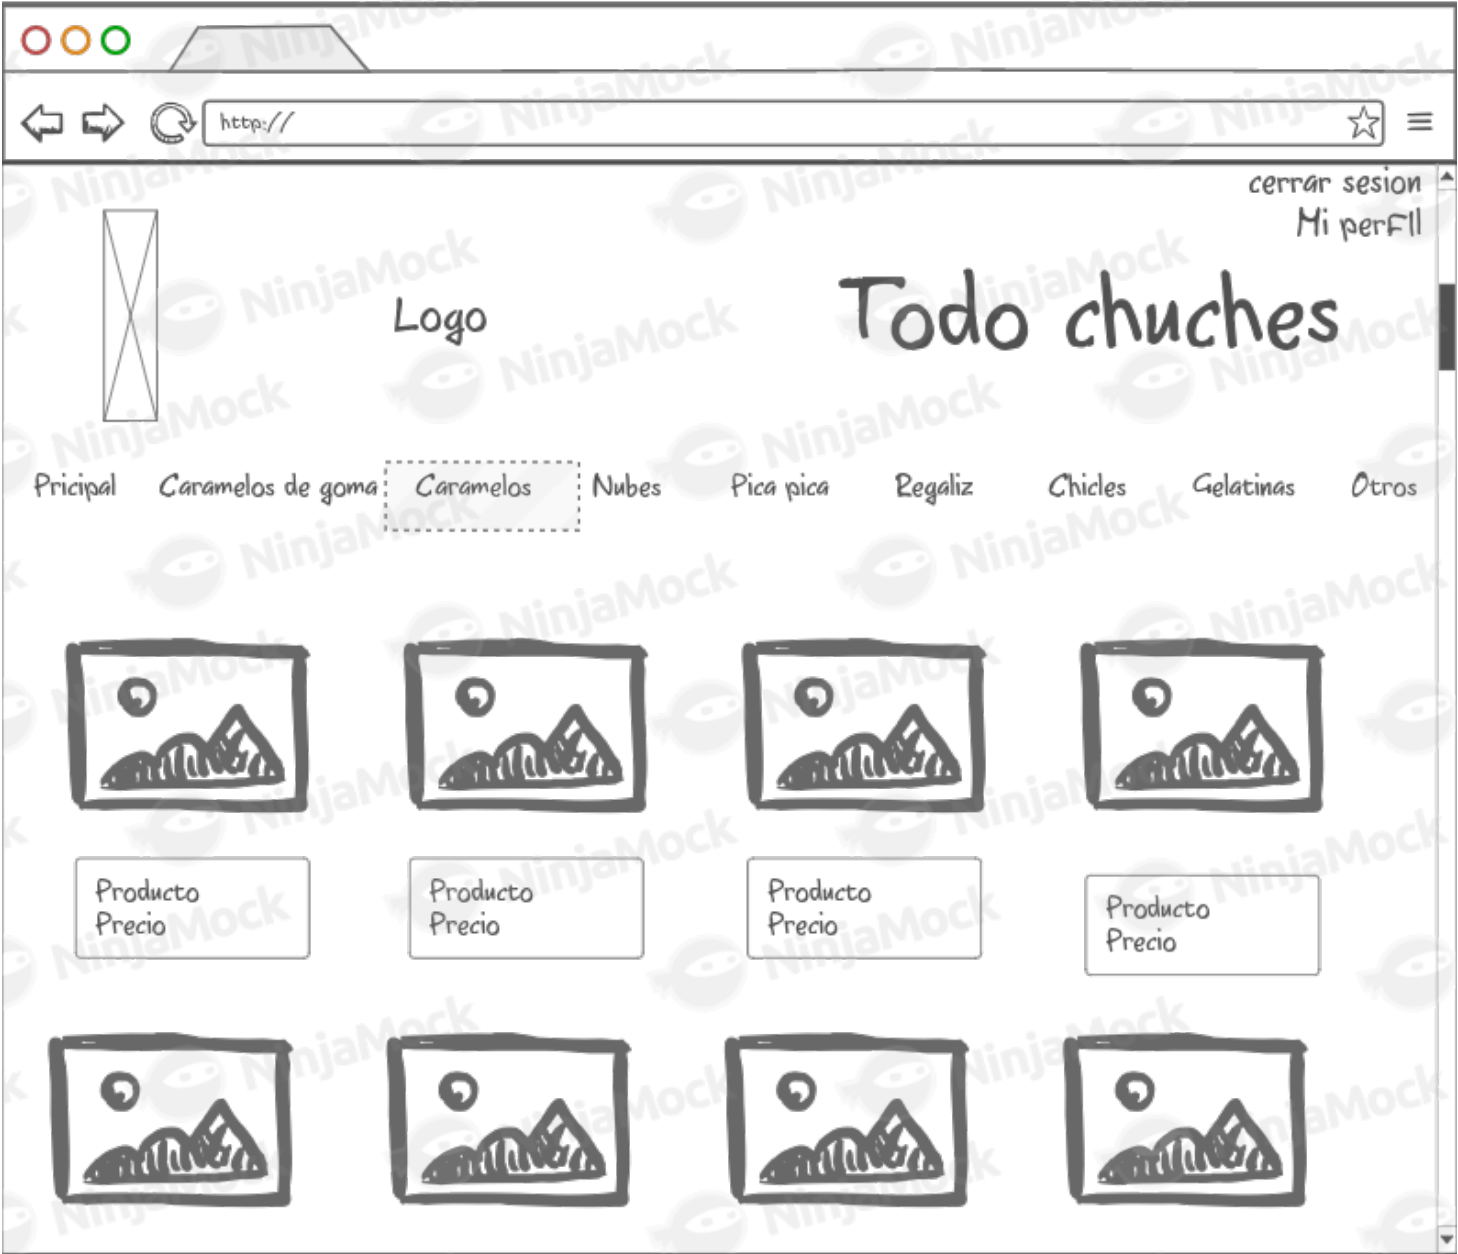 http://
cerrar sesion
Mi perfil
Logo
Todo chuches
Pricipal Caramelos de goma Caramelos Nubes Pica pica Regaliz Chicles Gelatinas Otros
Producto
Precio
Producto
Precio
Producto
Precio
Producto
Precio
NinjaMock